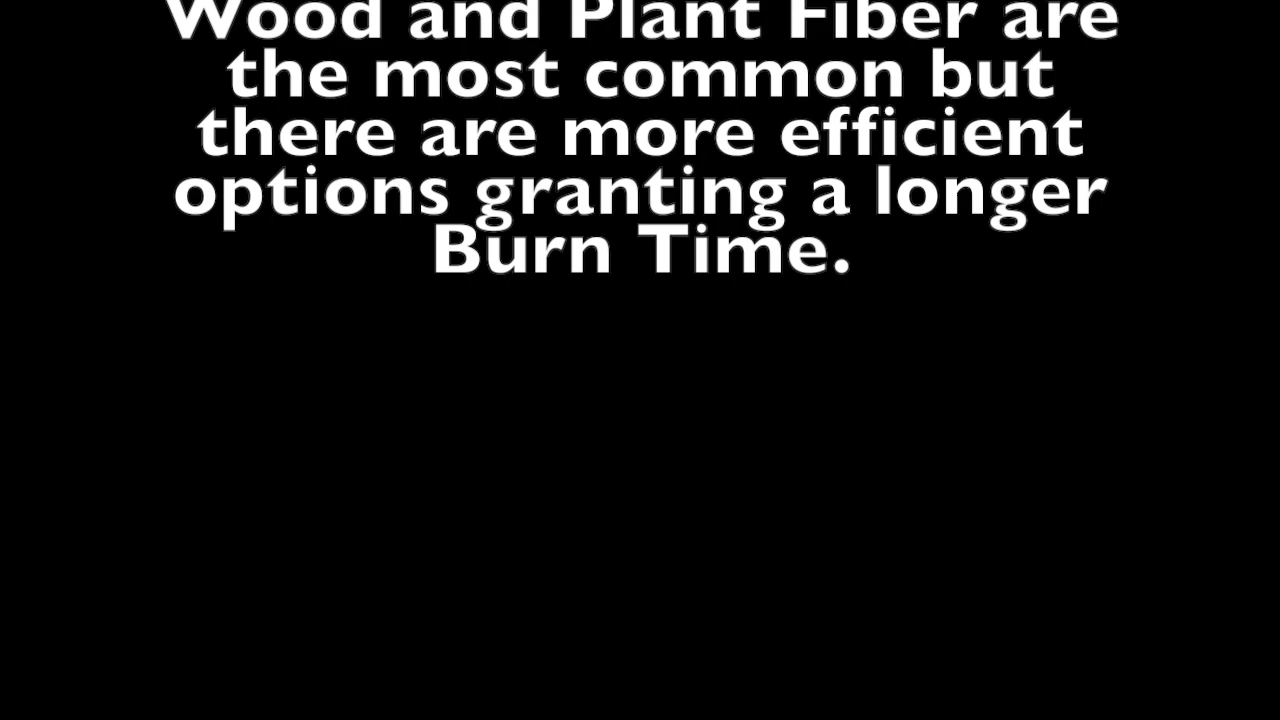 Wood and Plant Fiber are
the most common but
there are more efficient
options granting a longer
Burn Time.